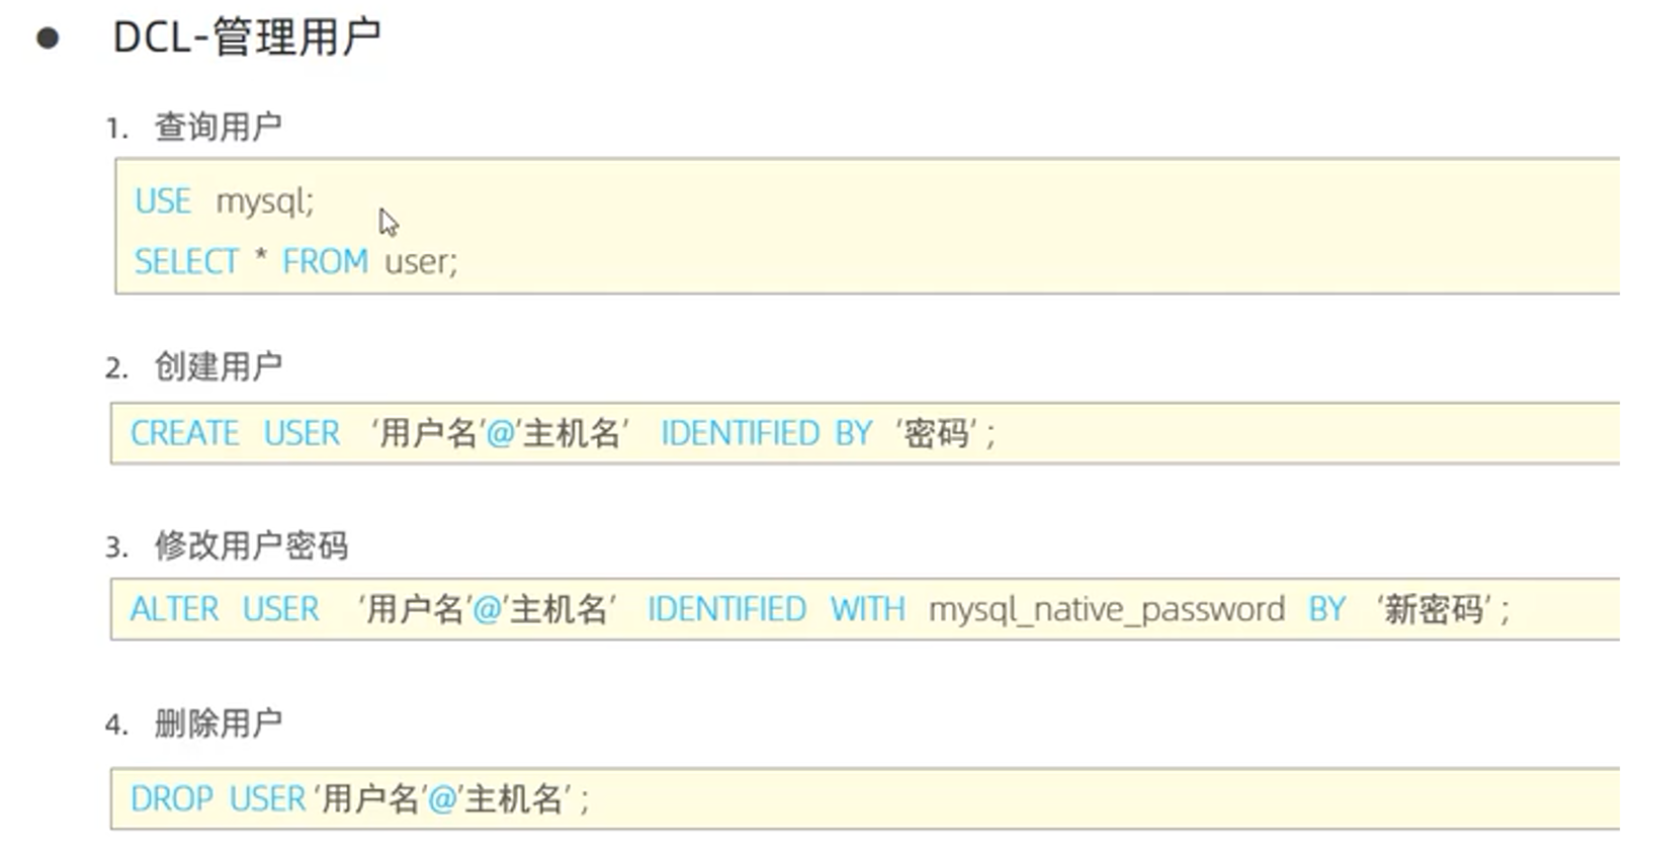 ● DCL-管理用户
1. 查询用户
USE mysql;
SELECT * FROM user;
2. 创建用户
CREATE USER '用户名'@'主机名' IDENTIFIED BY '密码' ;
3. 修改用户密码
ALTER USER '用户名'@'主机名' IDENTIFIED WITH mysql_native_password BY '新密码' ;
4. 删除用户
DROP USER '用户名'@'主机名' ;